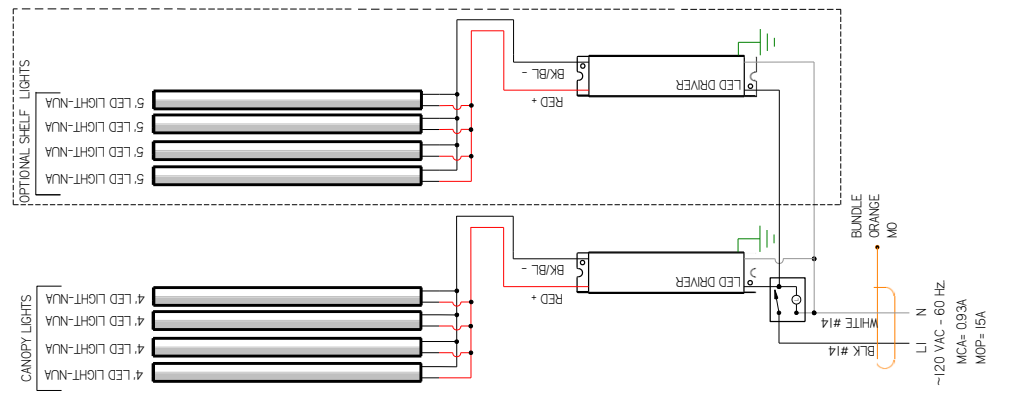 OPTIONAL SHELF LIGHTS
5' LED LIGHT-NUA
5' LED LIGHT-NUA
5' LED LIGHT-NUA
5' LED LIGHT-NUA
BK/BL -
RED +
LED DRIVER
CANOPY LIGHTS
4' LED LIGHT-NUA
4' LED LIGHT-NUA
4' LED LIGHT-NUA
4' LED LIGHT-NUA
BK/BL -
RED +
LED DRIVER
BUNDLE
ORANGE
MO
WHITE #14
BLK #14
N
L1
~120 VAC - 60 HZ
MCA= 0.93A
MOP= 15A